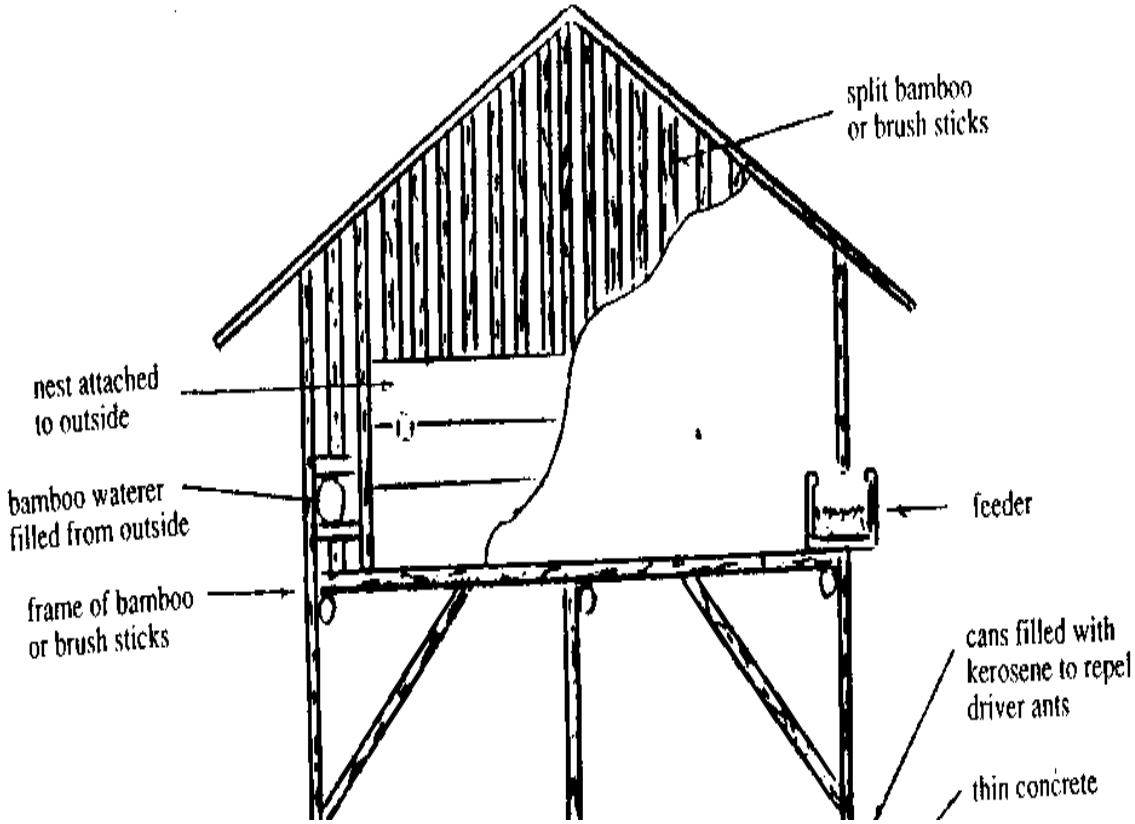 split bamboo
or brush sticks
nest attached
to outside
bamboo waterer
filled from outside
feeder
frame of bamboo
or brush sticks
cans filled with
kerosene to repel
driver ants
thin concrete